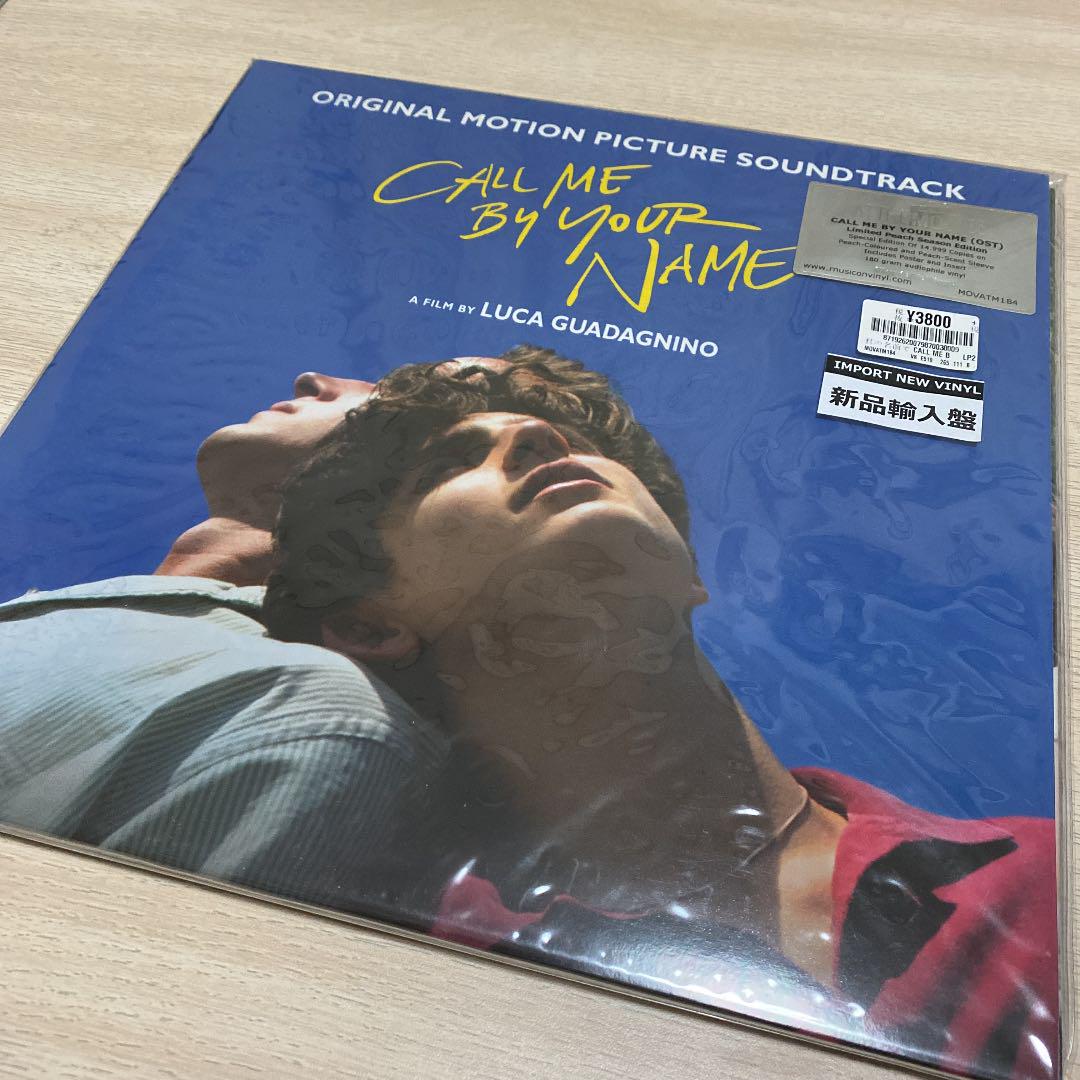 ORIGINAL MOTION PICTURE SOUNDTRACK
CALL ME
BY YOUR
NAME
A FILM BY LUCA GUADAGNINO
CALL ME BY YOUR NAME (OST)
Limited Peach Season Edition
Special Edition Of 14.999 Copies on
Peach-Coloured and Peach-Scent Sleeve
Includes Poster and Insert
180 gram audiophile vinyl
www.musiconvinyl.com
MOVATM184
¥3800
87192620079870030009
CALL ME B LP2
MOVATM184
IMPORT NEW VINYL
新品輸入盤